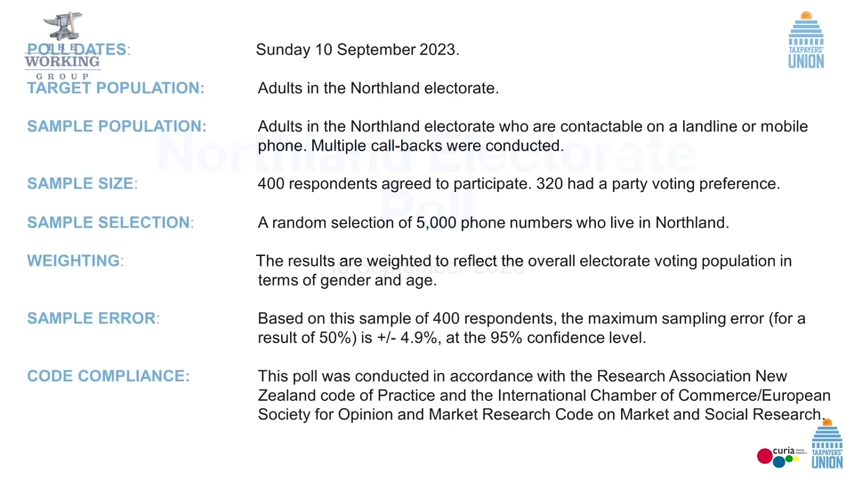 THE
WORKING
GROUP
TAXPAYERS'
UNION
POLL DATES: Sunday 10 September 2023.
TARGET POPULATION: Adults in the Northland electorate.
SAMPLE POPULATION: Adults in the Northland electorate who are contactable on a landline or mobile
phone. Multiple call-backs were conducted.
Northland Electorate
Poll
SAMPLE SIZE: 400 respondents agreed to participate. 320 had a party voting preference.
SAMPLE SELECTION: A random selection of 5,000 phone numbers who live in Northland.
WEIGHTING: The results are weighted to reflect the overall electorate voting population in
terms of gender and age.
10 September 2023
SAMPLE ERROR: Based on this sample of 400 respondents, the maximum sampling error (for a
result of 50%) is +/- 4.9%, at the 95% confidence level.
CODE COMPLIANCE: This poll was conducted in accordance with the Research Association New
Zealand code of Practice and the International Chamber of Commerce/European
Society for Opinion and Market Research Code on Market and Social Research.
curia
TAXPAYERS'
UNION